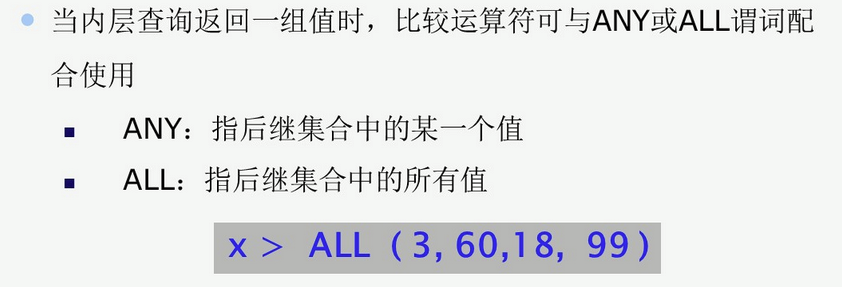 当内层查询返回一组值时，比较运算符可与ANY或ALL谓词配
合使用
ANY：指后继集合中的某一个值
ALL：指后继集合中的所有值
x > ALL (3, 60,18, 99)